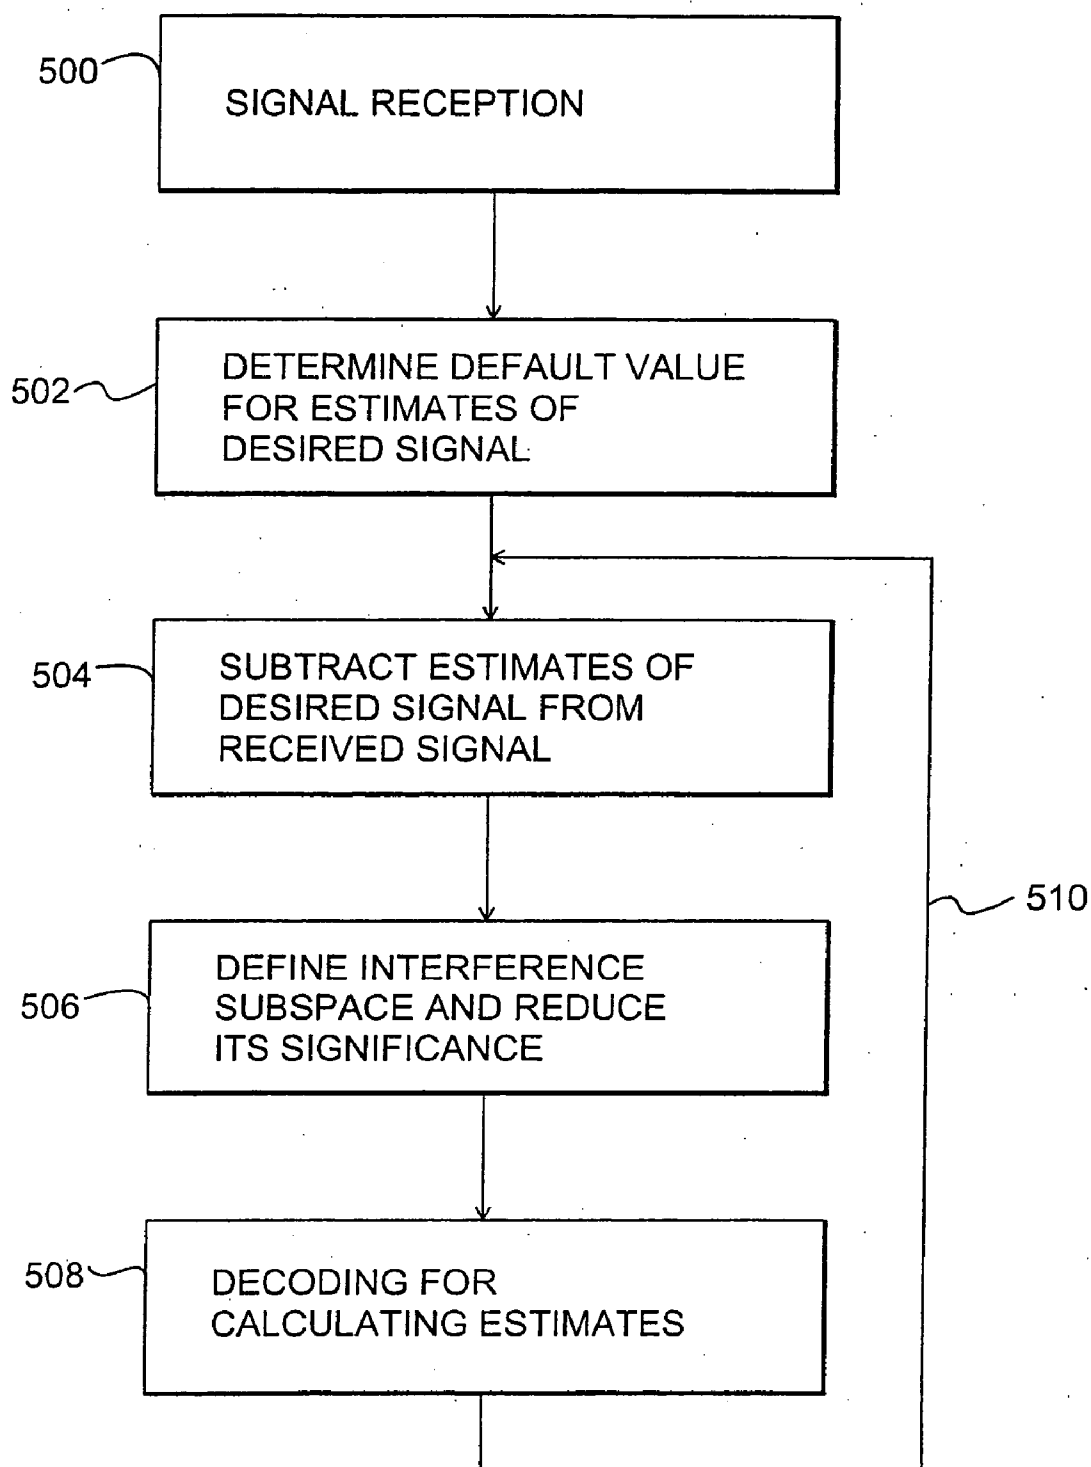 500
SIGNAL RECEPTION
502
DETERMINE DEFAULT VALUE
FOR ESTIMATES OF
DESIRED SIGNAL
504
SUBTRACT ESTIMATES OF
DESIRED SIGNAL FROM
RECEIVED SIGNAL
510
506
DEFINE INTERFERENCE
SUBSPACE AND REDUCE
ITS SIGNIFICANCE
508
DECODING FOR
CALCULATING ESTIMATES